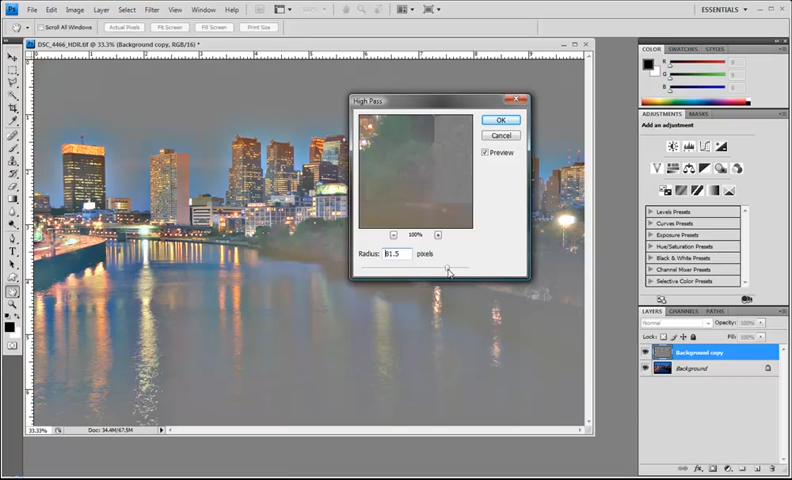 Ps File Edit Image Layer Select Filter View Window Help
ESSENTIALS
Scroll All Windows Actual Pixels Fit Screen Fill Screen Print Size
DSC_4466_HDR.tif @ 33.3% (Background copy, RGB/16) *
High Pass
OK
Cancel
Preview
100%
Radius: 81.5 pixels
33.33% Doc: 34.4M/67.5M
COLOR SWATCHES STYLES
R
G
B
ADJUSTMENTS MASKS
Add an adjustment
Levels Presets
Curves Presets
Exposure Presets
Hue/Saturation Presets
Black & White Presets
Channel Mixer Presets
Selective Color Presets
LAYERS CHANNELS PATHS
Normal Opacity: 100%
Lock: Fill: 100%
Background copy
Background